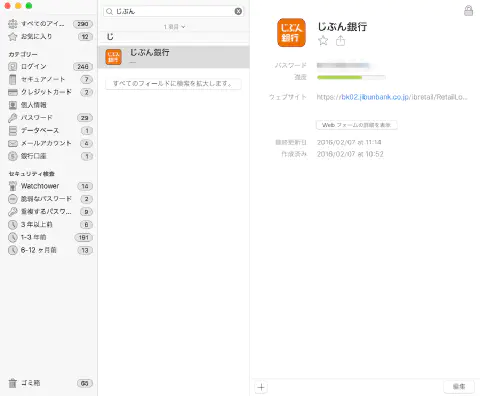 すべてのアイ... 290
お気に入り 12
カテゴリー
ログイン 246
セキュアノート 7
クレジットカード 2
個人情報
パスワード 29
データベース 1
メールアカウント 4
銀行口座 1
セキュリティ検査
Watchtower 14
脆弱なパスワード 2
重複するパスワ... 9
3 年以上前 6
1-3 年前 191
6-12 ヶ月前 13
ゴミ箱 65
じぶん
1 項目
じ
じぶん銀行
じぶん銀行
—
すべてのフィールドに検索を拡大します。
じぶん銀行
じぶん銀行
パスワード
強度
ウェブサイト https://bk02.jibunbank.co.jp/ibretail/RetailLo...
Web フォームの詳細を表示
最終更新日 2016/02/07 at 11:14
作成済み 2016/02/07 at 10:52
編集